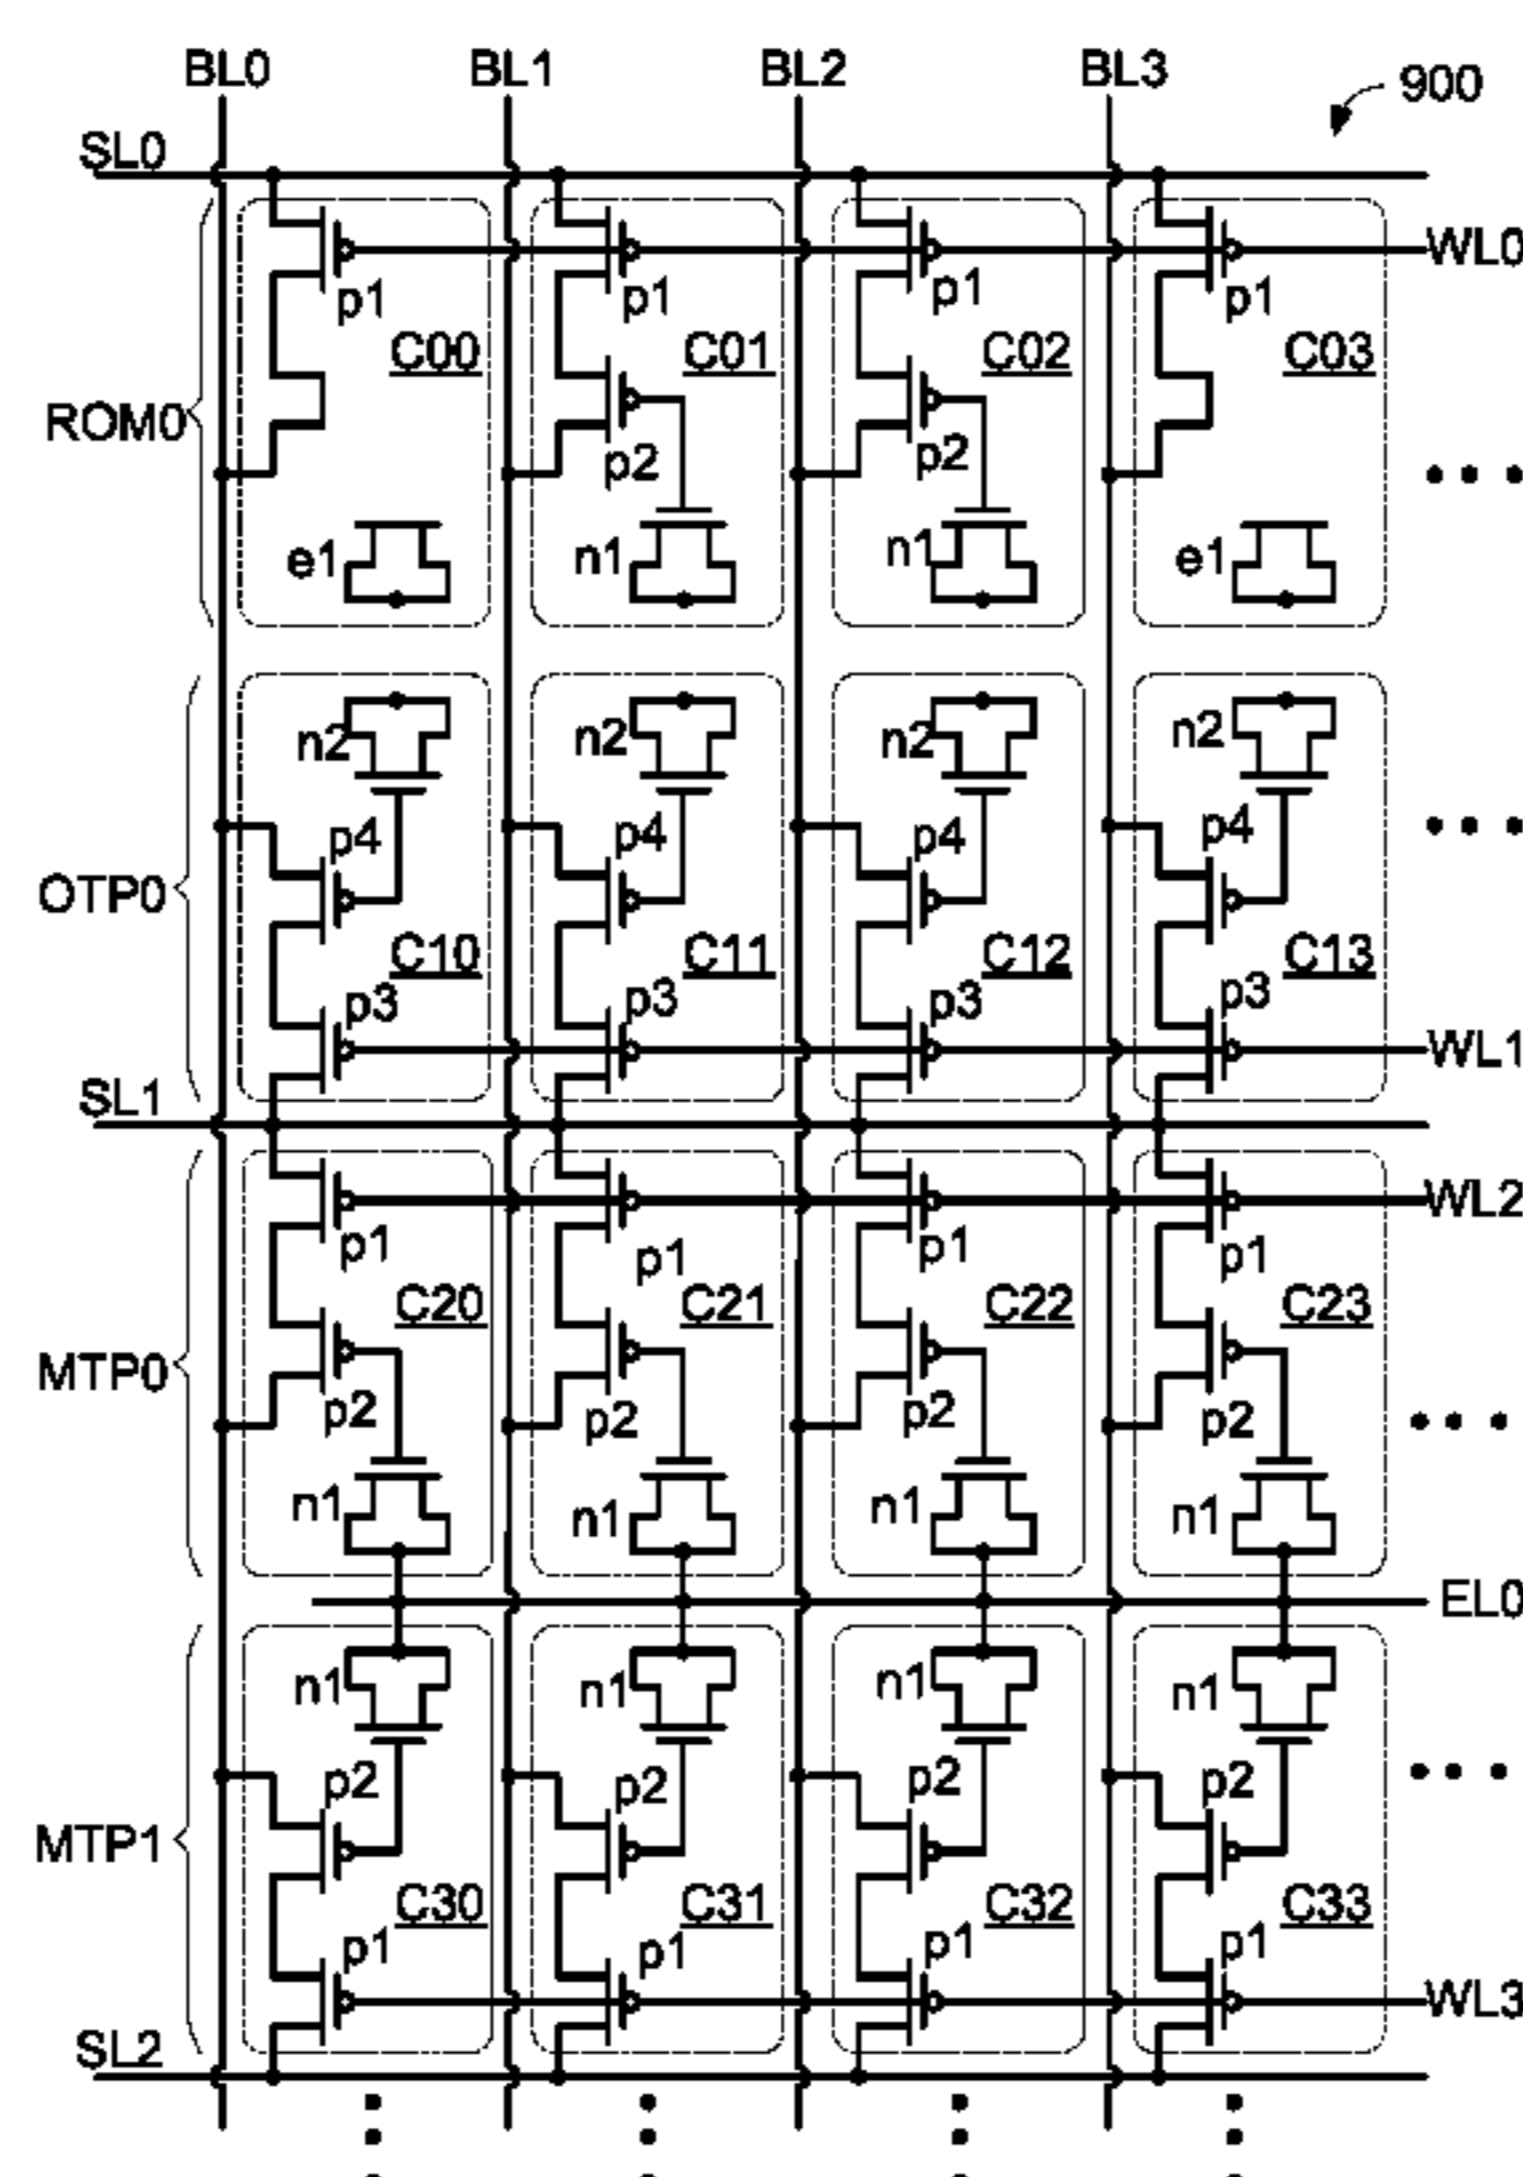 BL0 BL1 BL2 BL3 900
SL0
WL0
p1 p1 p1 p1
C00 C01 C02 C03
ROM0
p2 p2
e1 n1 n1 e1
n2 n2 n2 n2
p4 p4 p4 p4
OTP0
C10 C11 C12 C13
p3 p3 p3 p3
WL1
SL1
WL2
p1 p1 p1 p1
C20 C21 C22 C23
MTP0
p2 p2 p2 p2
n1 n1 n1 n1
EL0
n1 n1 n1 n1
p2 p2 p2 p2
MTP1
C30 C31 C32 C33
p1 p1 p1 p1
WL3
SL2